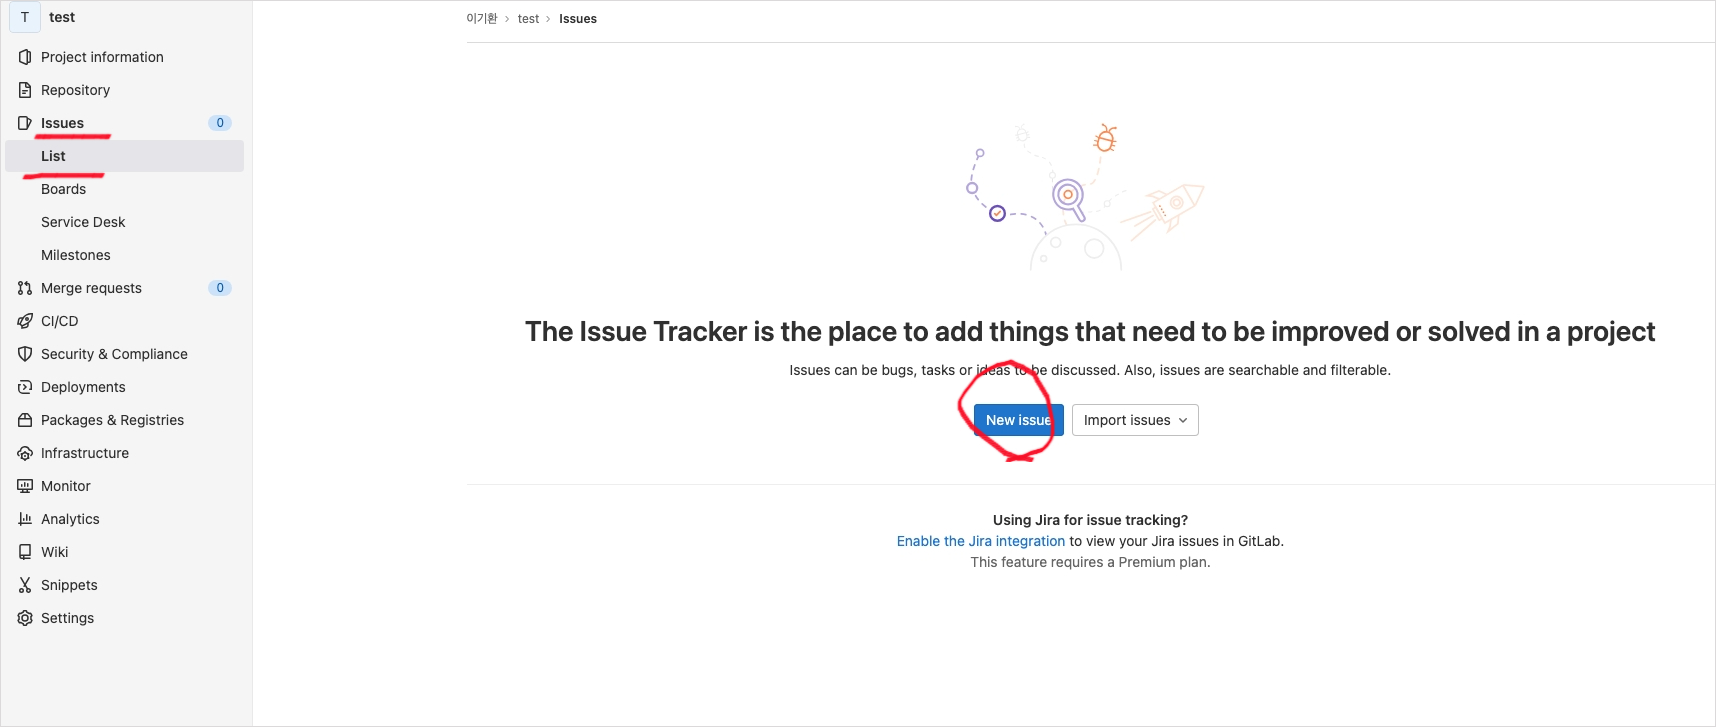 T test
Project information
Repository
Issues 0
List
Boards
Service Desk
Milestones
Merge requests 0
CI/CD
Security & Compliance
Deployments
Packages & Registries
Infrastructure
Monitor
Analytics
Wiki
Snippets
Settings
이기환 > test > Issues
The Issue Tracker is the place to add things that need to be improved or solved in a project
Issues can be bugs, tasks or ideas to be discussed. Also, issues are searchable and filterable.
New issue Import issues
Using Jira for issue tracking?
Enable the Jira integration to view your Jira issues in GitLab.
This feature requires a Premium plan.